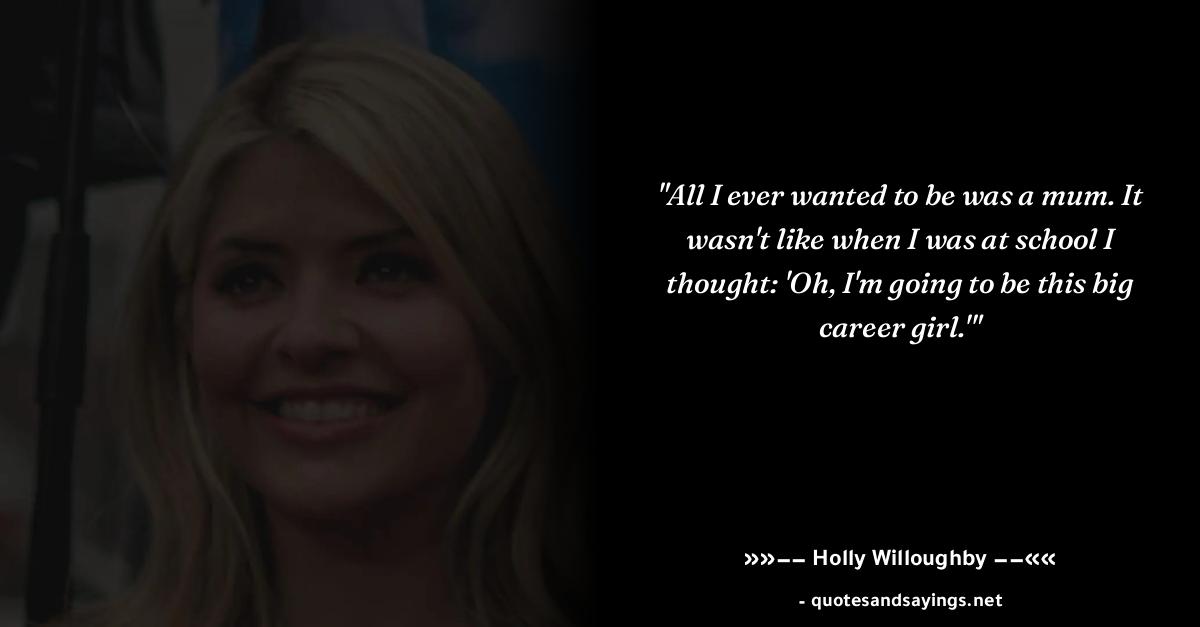 "All I ever wanted to be was a mum. It
wasn't like when I was at school I
thought: 'Oh, I'm going to be this big
career girl.'"
»»–– Holly Willoughby ––««
- quotesandsayings.net